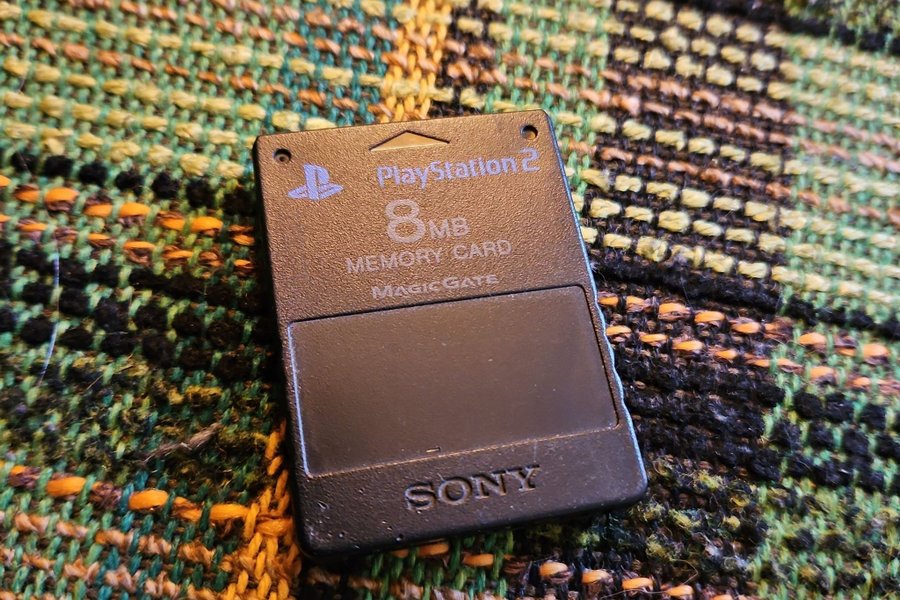 PlayStation 2
8MB
MEMORY CARD
MAGICGATE
SONY